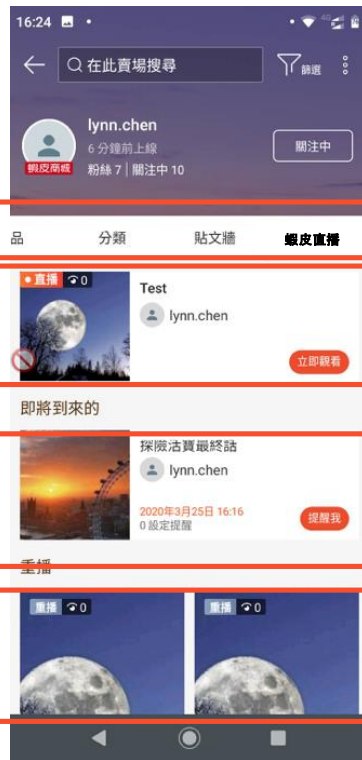 16:24
在此賣場搜尋
篩選
lynn.chen
6 分鐘前上線
蝦皮商城
粉絲 7 | 關注中 10
關注中
品 分類 貼文牆 蝦皮直播
直播 0
Test
lynn.chen
立即觀看
即將到來的
探險活寶最終話
lynn.chen
2020年3月25日 16:16
0 設定提醒
提醒我
重播
重播 0
重播 0